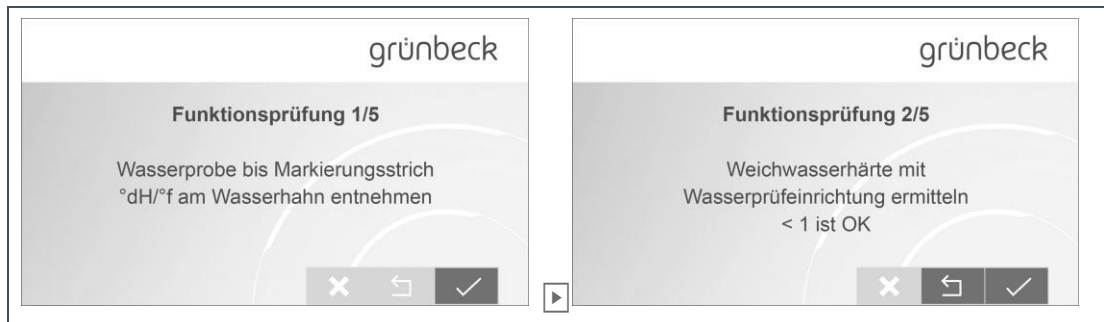 grünbeck
Funktionsprüfung 1/5
Wasserprobe bis Markierungsstrich
°dH/°f am Wasserhahn entnehmen
grünbeck
Funktionsprüfung 2/5
Weichwasserhärte mit
Wasserprüfeinrichtung ermitteln
< 1 ist OK